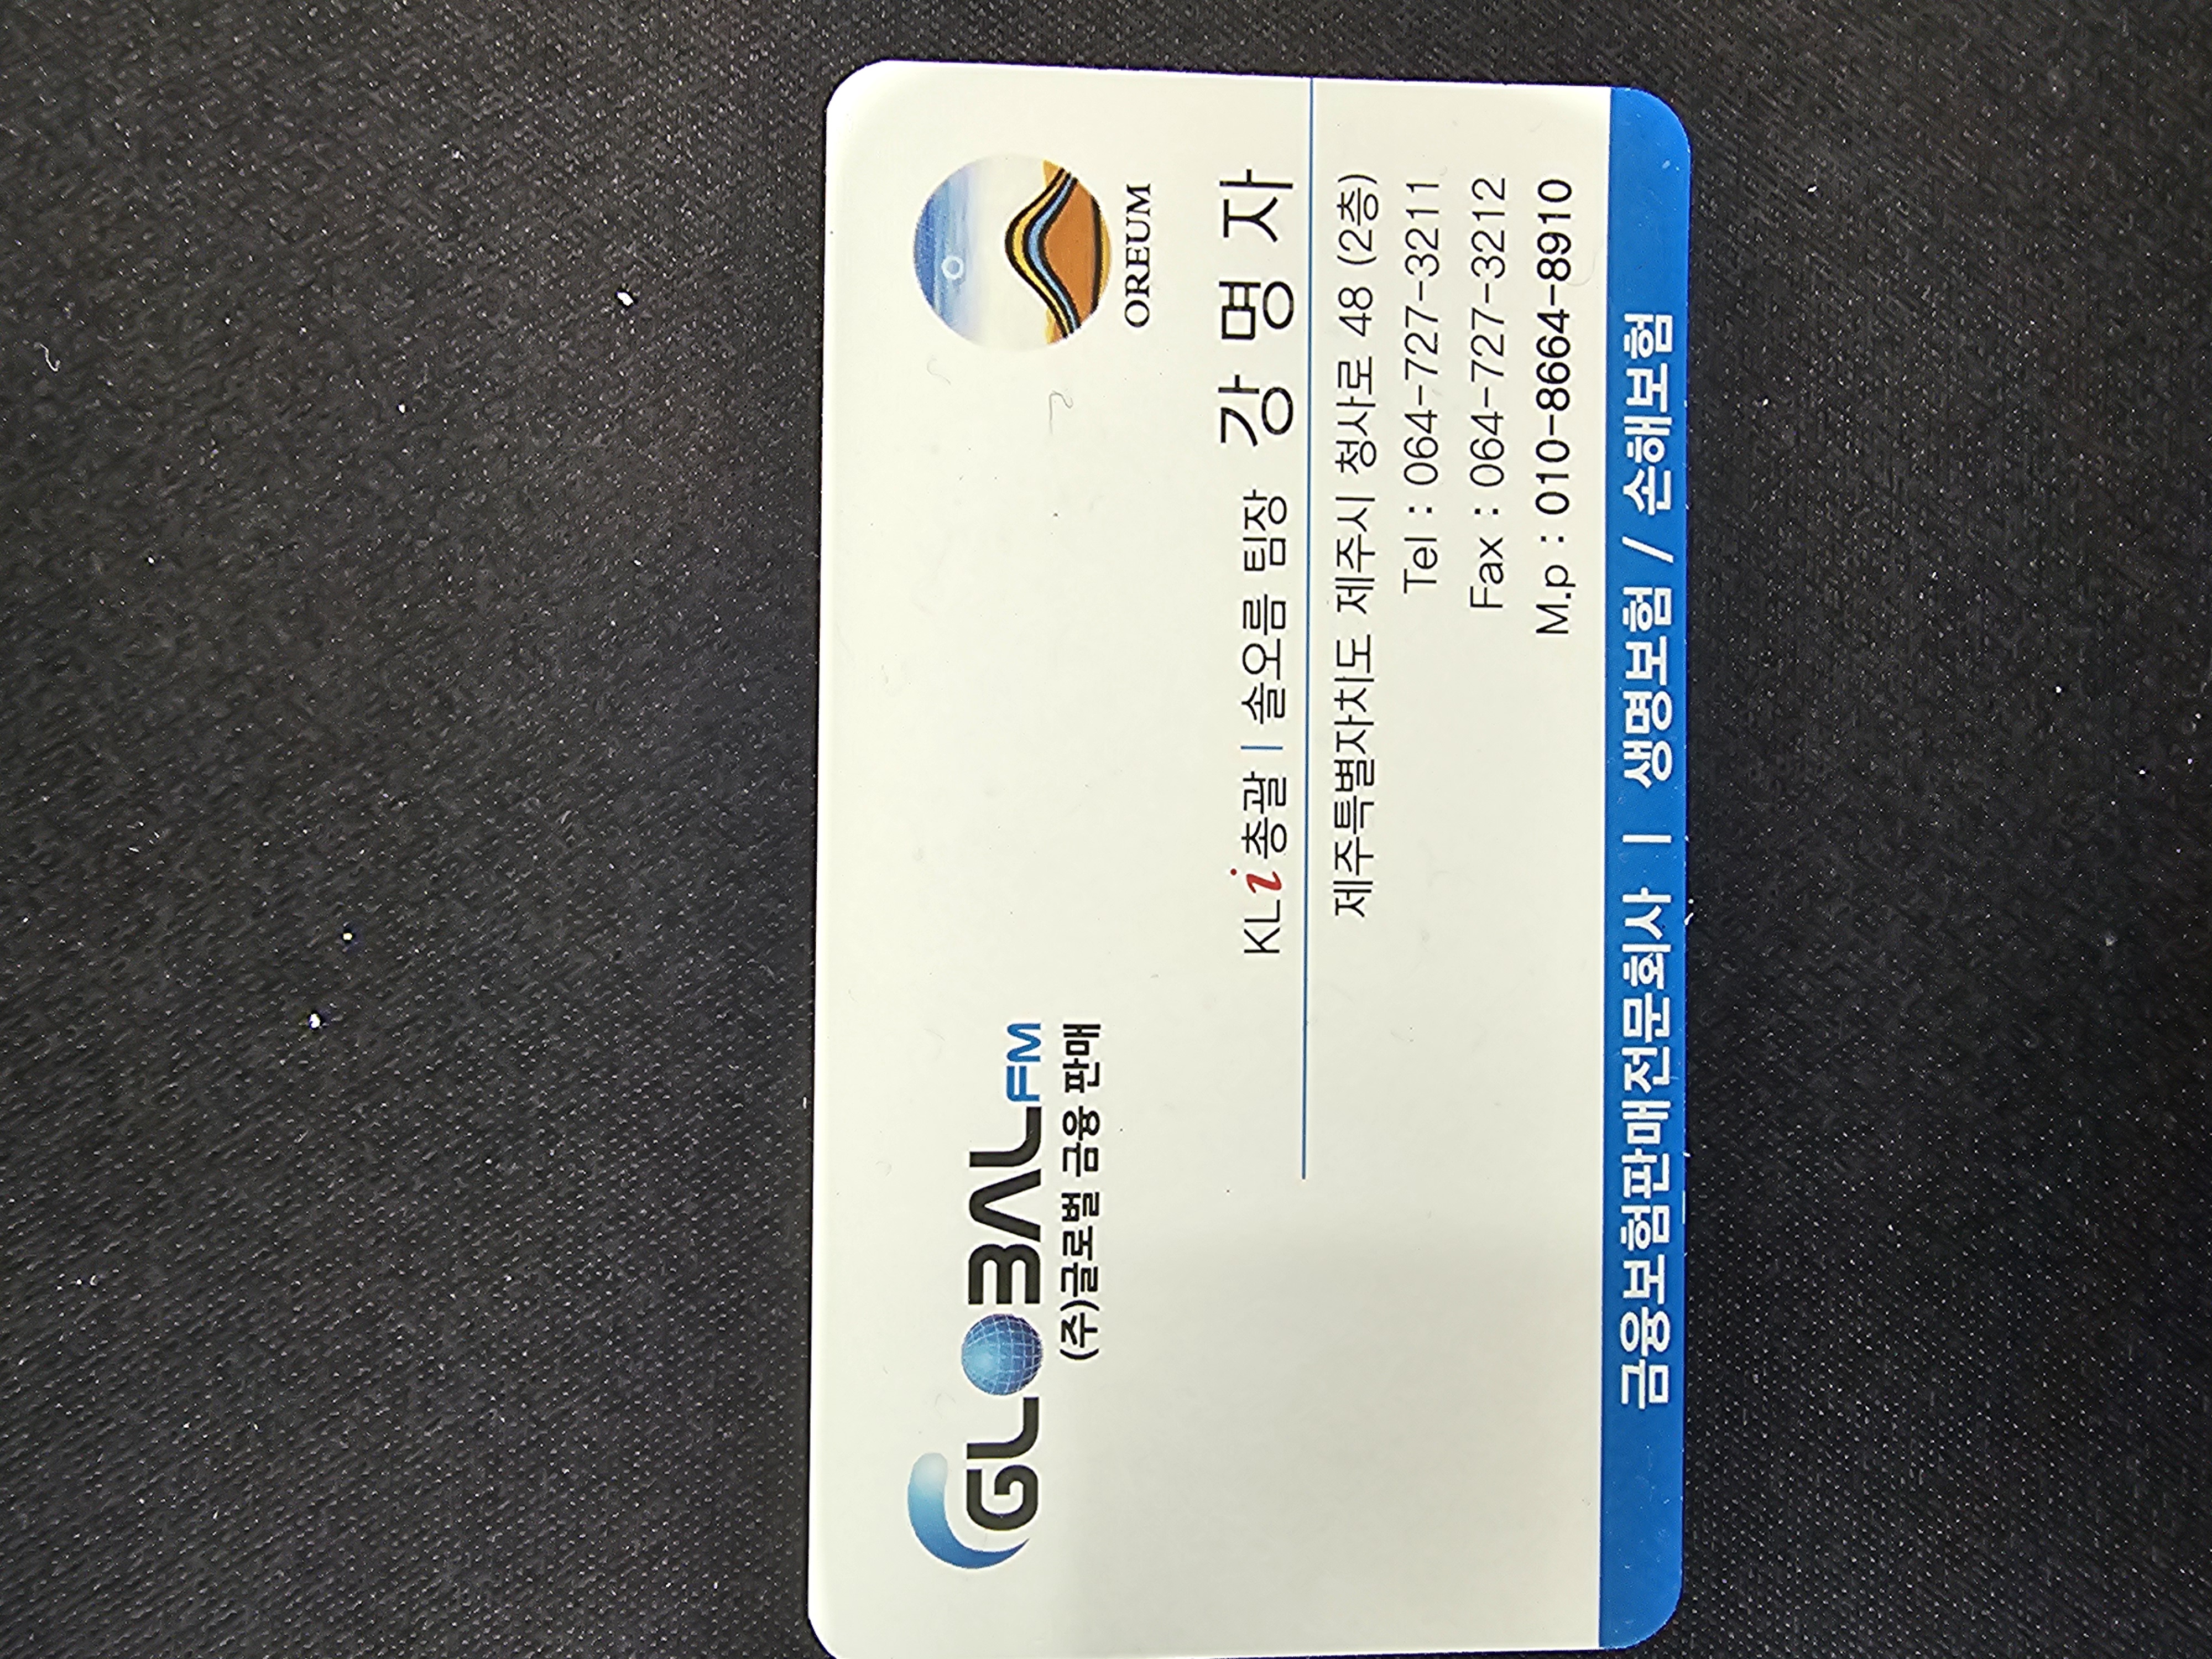 GLOBAL FM
(주)글로벌 금융 판매
OREUM
KLi총괄 | 솔오름 팀장 강 명 자
제주특별자치도 제주시 청사로 48 (2층)
Tel : 064-727-3211
Fax : 064-727-3212
M.p : 010-8664-8910
금융보험판매전문회사 | 생명보험 / 손해보험